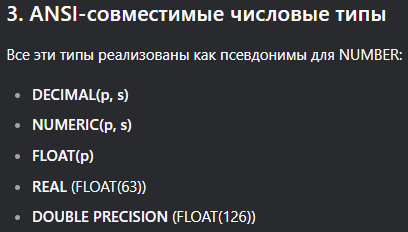 3. ANSI-совместимые числовые типы
Все эти типы реализованы как псевдонимы для NUMBER:
• DECIMAL(p, s)
• NUMERIC(p, s)
• FLOAT(p)
• REAL (FLOAT(63))
• DOUBLE PRECISION (FLOAT(126))